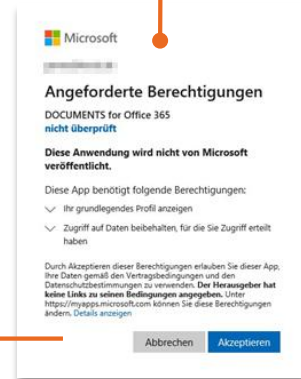 Microsoft
Angeforderte Berechtigungen
DOCUMENTS for Office 365
nicht überprüft
Diese Anwendung wird nicht von Microsoft
veröffentlicht.
Diese App benötigt folgende Berechtigungen:
Ihr grundlegendes Profil anzeigen
Zugriff auf Daten beibehalten, für die Sie Zugriff erteilt
haben
Durch Akzeptieren dieser Berechtigungen erlauben Sie dieser App,
Ihre Daten gemäß den Vertragsbedingungen und den
Datenschutzbestimmungen zu verwenden. Der Herausgeber hat
keine Links zu seinen Bedingungen angegeben. Unter
https://myapps.microsoft.com können Sie diese Berechtigungen
ändern. Details anzeigen
Abbrechen Akzeptieren